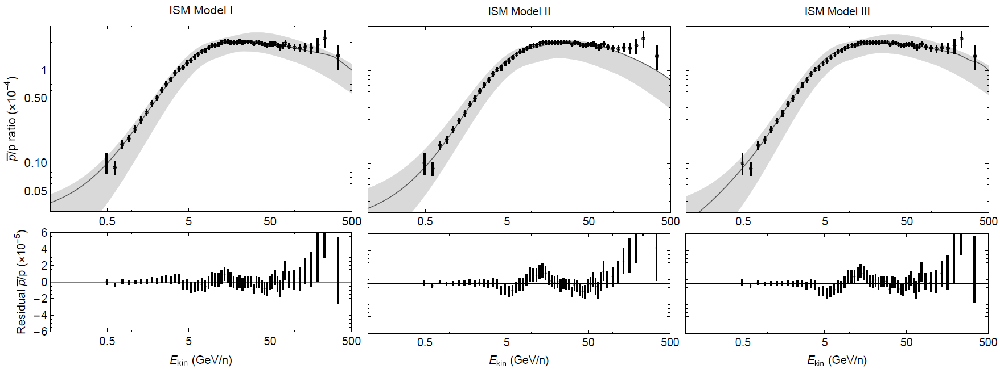 ISM Model I
ISM Model II
ISM Model III
p̅/p ratio (×10⁻⁴)
1
0.50
0.10
0.05
0.5 5 50 500
0.5 5 50 500
0.5 5 50 500
Residual p̅/p (×10⁻⁵)
6
4
2
0
−2
−4
−6
0.5 5 50 500
0.5 5 50 500
0.5 5 50 500
Ekin (GeV/n)
Ekin (GeV/n)
Ekin (GeV/n)